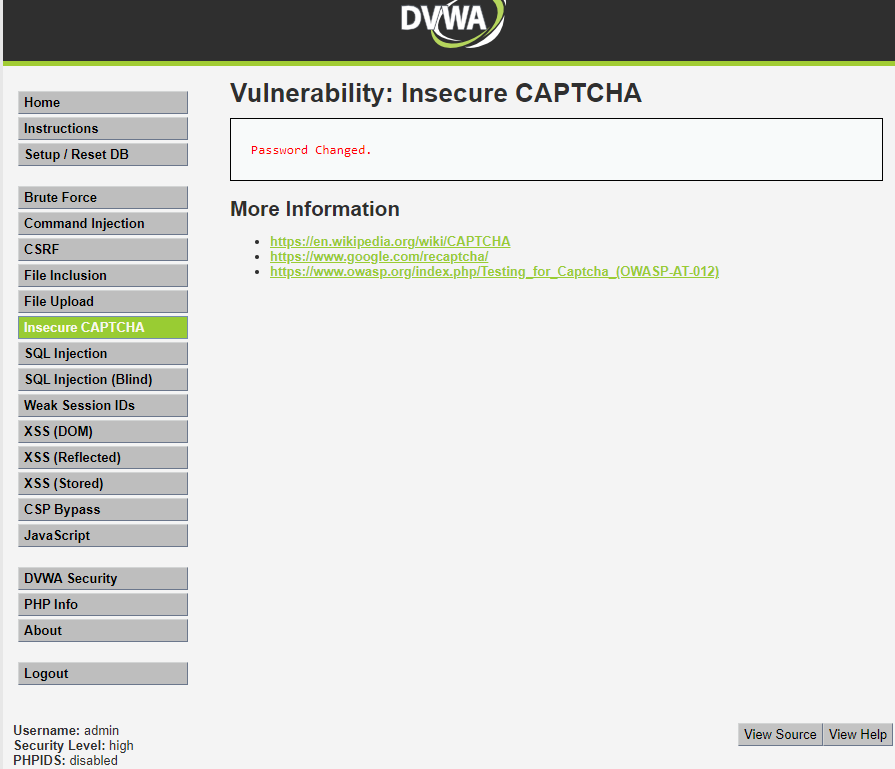 DVWA
Home
Instructions
Setup / Reset DB
Brute Force
Command Injection
CSRF
File Inclusion
File Upload
Insecure CAPTCHA
SQL Injection
SQL Injection (Blind)
Weak Session IDs
XSS (DOM)
XSS (Reflected)
XSS (Stored)
CSP Bypass
JavaScript
DVWA Security
PHP Info
About
Logout
Vulnerability: Insecure CAPTCHA
Password Changed.
More Information
https://en.wikipedia.org/wiki/CAPTCHA
https://www.google.com/recaptcha/
https://www.owasp.org/index.php/Testing_for_Captcha_(OWASP-AT-012)
Username: admin
Security Level: high
PHPIDS: disabled
View Source View Help